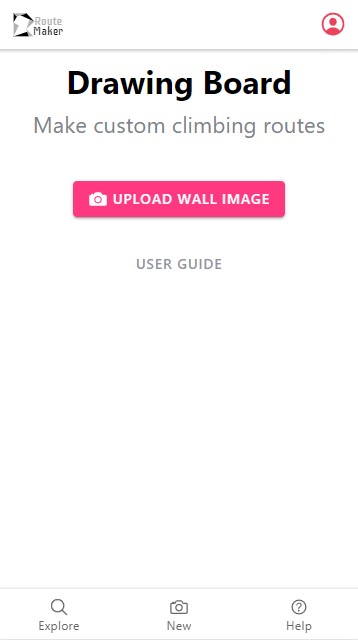 Route
Maker
Drawing Board
Make custom climbing routes
UPLOAD WALL IMAGE
USER GUIDE
Explore
New
Help